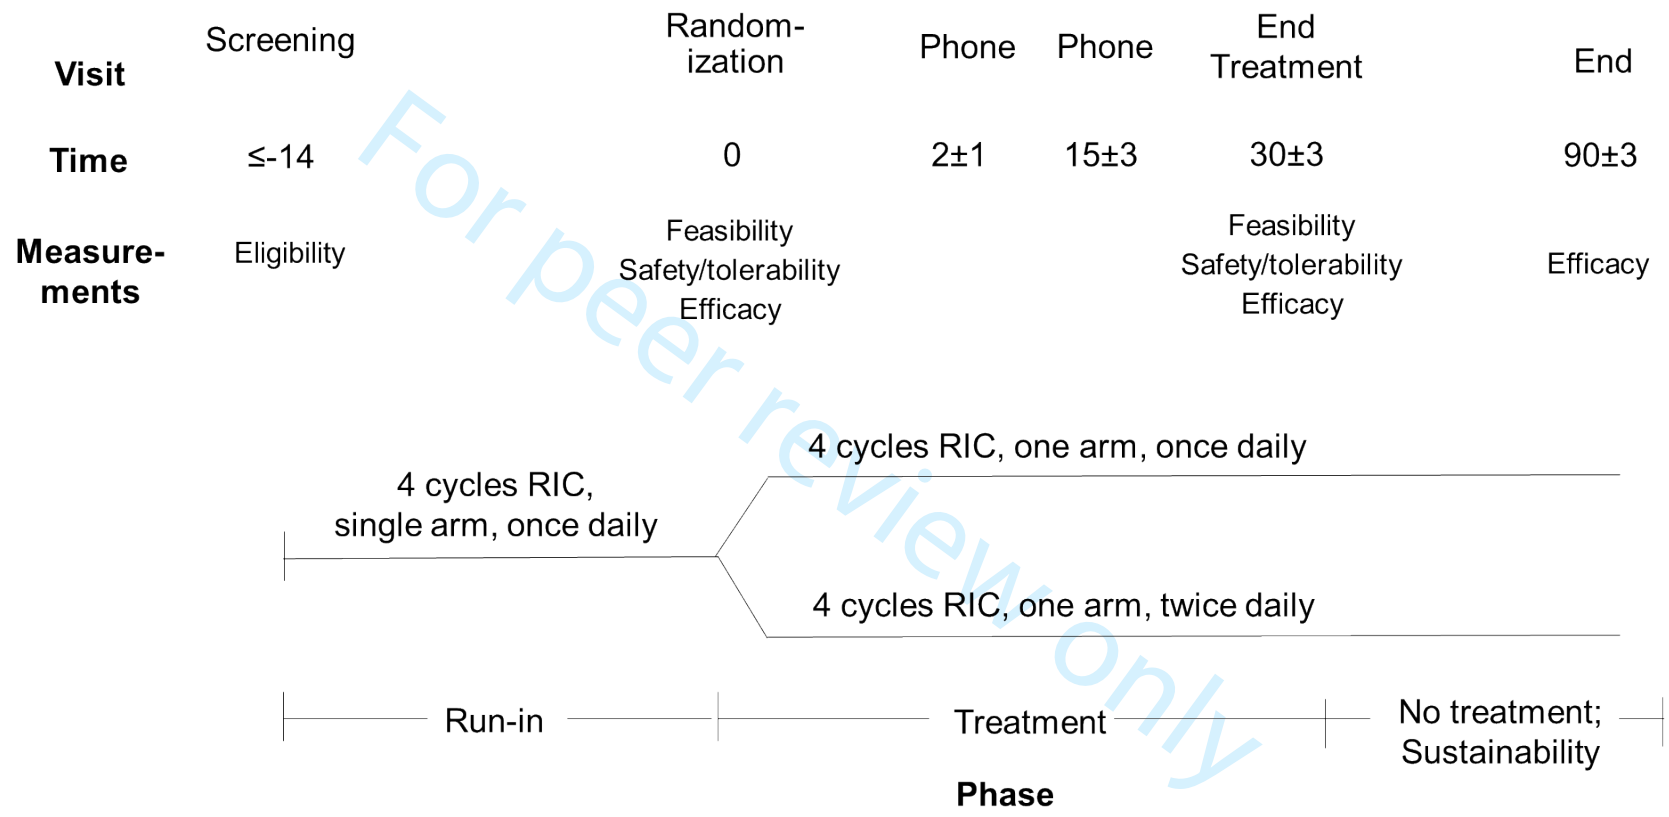 Visit
Screening
Random-
ization
Phone
Phone
End
Treatment
End
Time
≤-14
0
2±1
15±3
30±3
90±3
Measure-
ments
Eligibility
Feasibility
Safety/tolerability
Efficacy
Feasibility
Safety/tolerability
Efficacy
Efficacy
4 cycles RIC,
single arm, once daily
4 cycles RIC, one arm, once daily
4 cycles RIC, one arm, twice daily
Run-in
Treatment
No treatment;
Sustainability
Phase
For peer review only